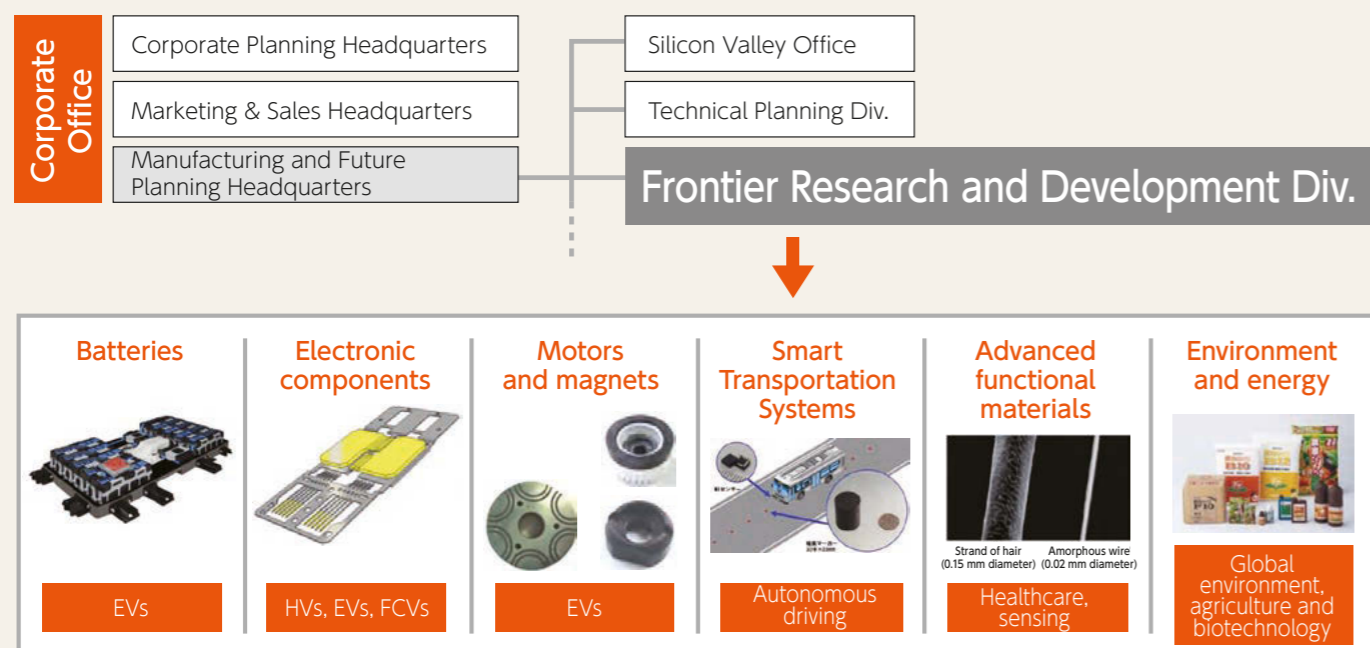 Corporate
Office
Corporate Planning Headquarters
Marketing & Sales Headquarters
Manufacturing and Future
Planning Headquarters
Silicon Valley Office
Technical Planning Div.
Frontier Research and Development Div.
Batteries
EVs
Electronic
components
HVs, EVs, FCVs
Motors
and magnets
EVs
Smart
Transportation
Systems
Autonomous
driving
Advanced
functional
materials
Strand of hair
(0.15 mm diameter)
Amorphous wire
(0.02 mm diameter)
Healthcare,
sensing
Environment
and energy
Global
environment,
agriculture and
biotechnology